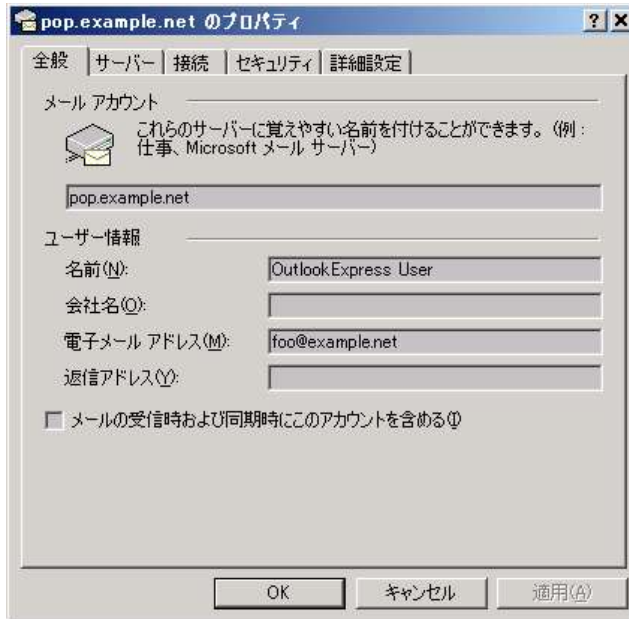 pop.example.net のプロパティ
全般 サーバー 接続 セキュリティ 詳細設定
メール アカウント
これらのサーバーに覚えやすい名前を付けることができます。(例：
仕事、Microsoft メール サーバー)
pop.example.net
ユーザー情報
名前(N): OutlookExpress User
会社名(O):
電子メール アドレス(M): foo@example.net
返信アドレス(Y):
メールの受信時および同期時にこのアカウントを含める(I)
OK キャンセル 適用(A)